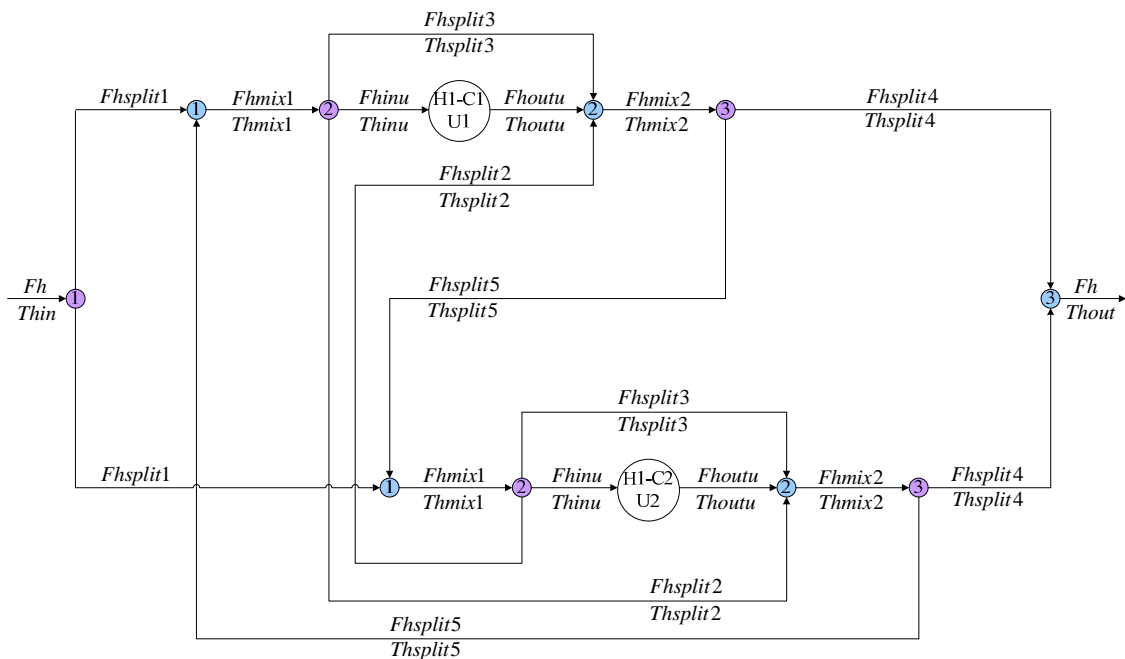 Fhsplit3
Thsplit3
Fhsplit1
1
Fhmix1
Thmix1
2
Fhinu
Thinu
H1-C1
U1
Fhoutu
Thoutu
2
Fhmix2
Thmix2
3
Fhsplit4
Thsplit4
Fhsplit2
Thsplit2
Fh
Thin
1
Fhsplit5
Thsplit5
3
Fh
Thout
Fhsplit3
Thsplit3
Fhsplit1
1
Fhmix1
Thmix1
2
Fhinu
Thinu
H1-C2
U2
Fhoutu
Thoutu
2
Fhmix2
Thmix2
3
Fhsplit4
Thsplit4
Fhsplit2
Thsplit2
Fhsplit5
Thsplit5